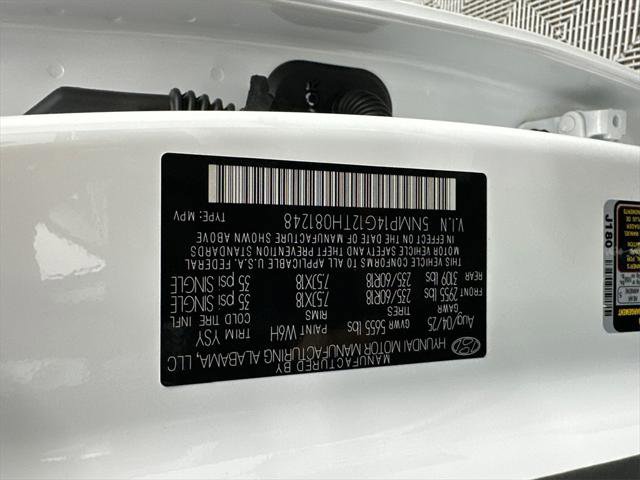 MANUFACTURED BY
HYUNDAI MOTOR MANUFACTURING ALABAMA, LLC
Aug/04/25 GVWR 5655 lbs PAINT W6H TRIM YSY
GAWR TIRES RIMS COLD TIRE INFL
FRONT 2955 lbs 235/60R18 7.5JX18 35 psi SINGLE
REAR 3109 lbs 235/60R18 7.5JX18 35 psi SINGLE
THIS VEHICLE CONFORMS TO ALL APPLICABLE U.S.A. FEDERAL
MOTOR VEHICLE SAFETY AND THEFT PREVENTION STANDARDS
IN EFFECT ON THE DATE OF MANUFACTURE SHOWN ABOVE
V.I.N 5NMP14G12TH081248 TYPE: MPV
J180